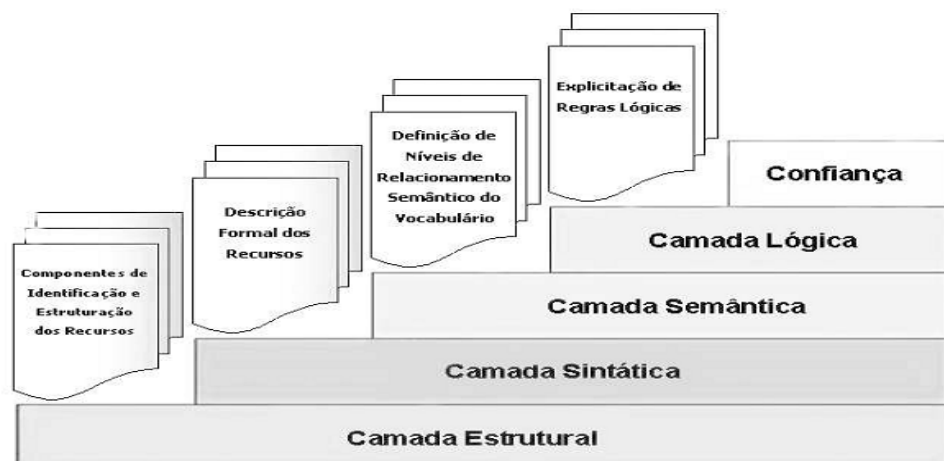 Explicitação de
Regras Lógicas
Definição de
Níveis de
Relacionamento
Semântico do
Vocabulário
Confiança
Descrição
Formal dos
Recursos
Camada Lógica
Componentes de
Identificação e
Estruturação
dos Recursos
Camada Semântica
Camada Sintática
Camada Estrutural